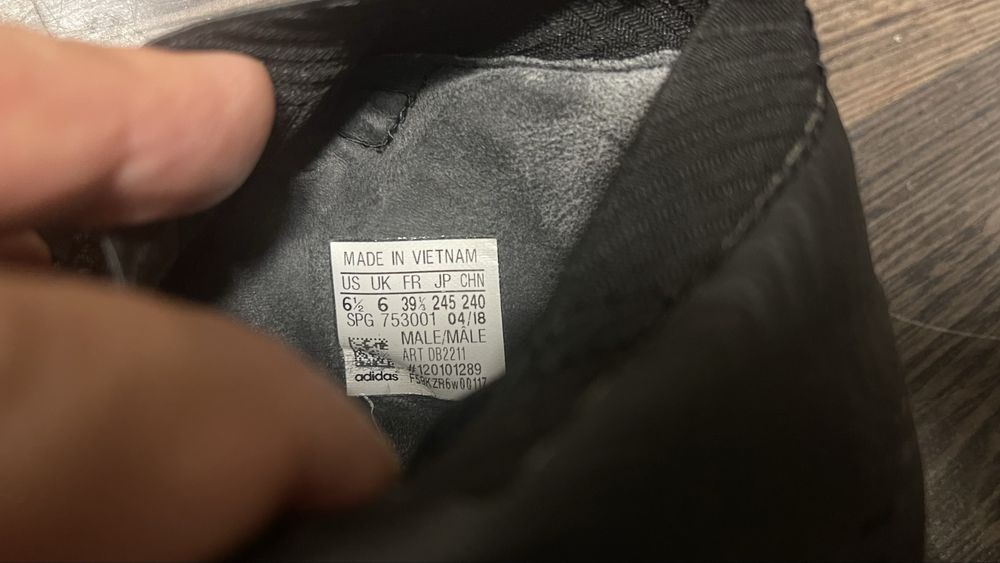 MADE IN VIETNAM
US UK FR JP CHN
6½ 6 39⅓ 245 240
SPG 753001 04/18
MALE/MÂLE
ART DB2211
#120101289
adidas F59KZR6w00117